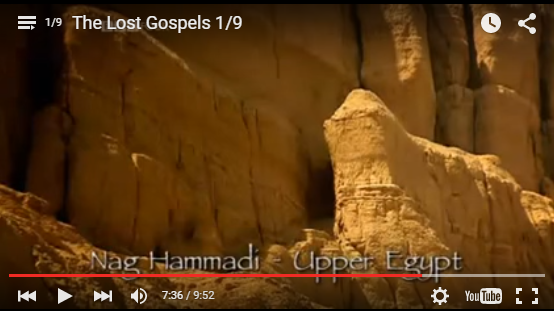 1/9 The Lost Gospels 1/9
Nag Hammadi - Upper Egypt
7:36 / 9:52 YouTube